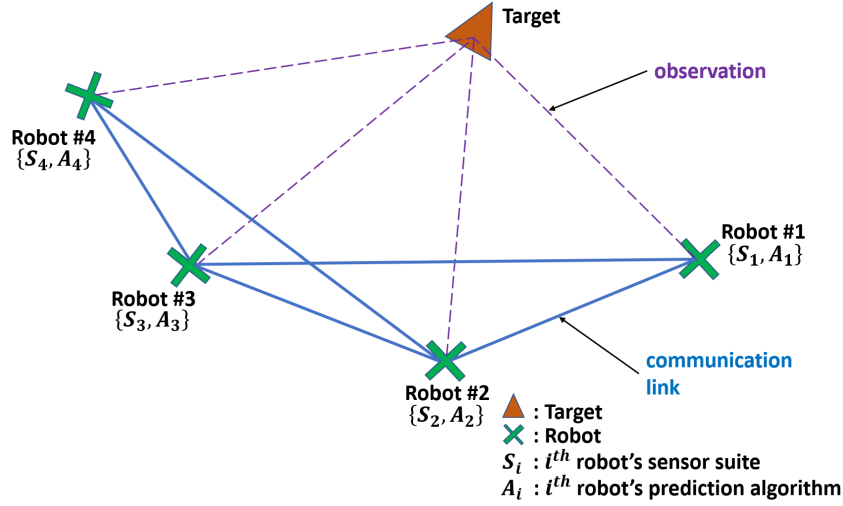 Target
observation
Robot #4
{S₄, A₄}
Robot #1
{S₁, A₁}
Robot #3
{S₃, A₃}
communication
link
Robot #2
{S₂, A₂}
: Target
: Robot
Sᵢ : iᵗʰ robot's sensor suite
Aᵢ : iᵗʰ robot's prediction algorithm